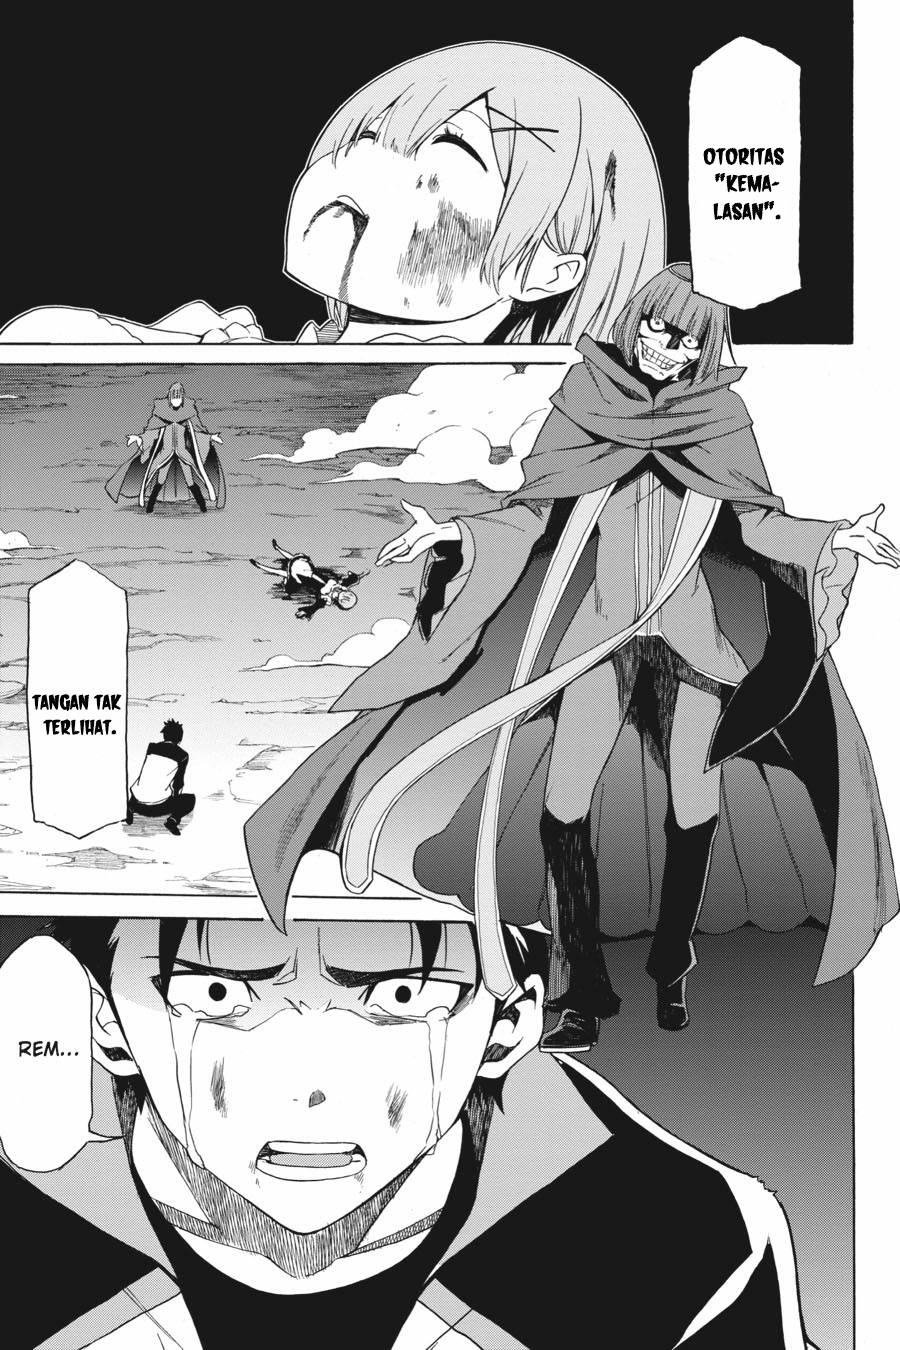 OTORITAS
"KEMA-
LASAN".
TANGAN TAK
TERLIHAT.
REM...